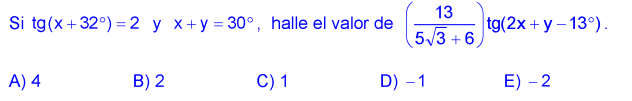 Si tg(x + 32°) = 2 y x + y = 30°, halle el valor de (13 / (5√3 + 6)) tg(2x + y − 13°).
A) 4 B) 2 C) 1 D) − 1 E) − 2